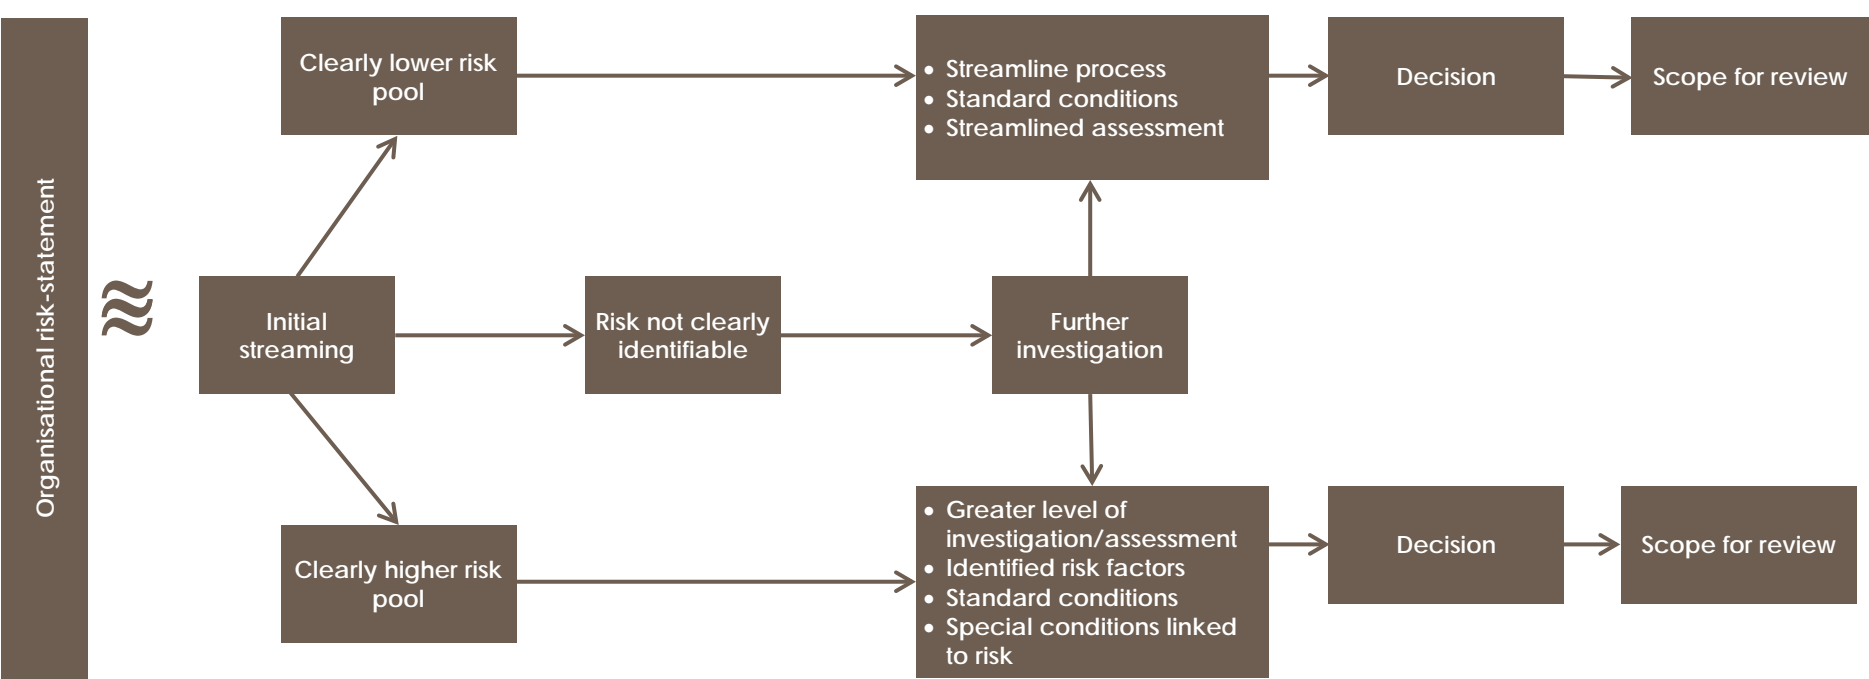 Organisational risk-statement
Clearly lower risk
pool
• Streamline process
• Standard conditions
• Streamlined assessment
Decision
Scope for review
Initial
streaming
Risk not clearly
identifiable
Further
investigation
Clearly higher risk
pool
• Greater level of
investigation/assessment
• Identified risk factors
• Standard conditions
• Special conditions linked
to risk
Decision
Scope for review